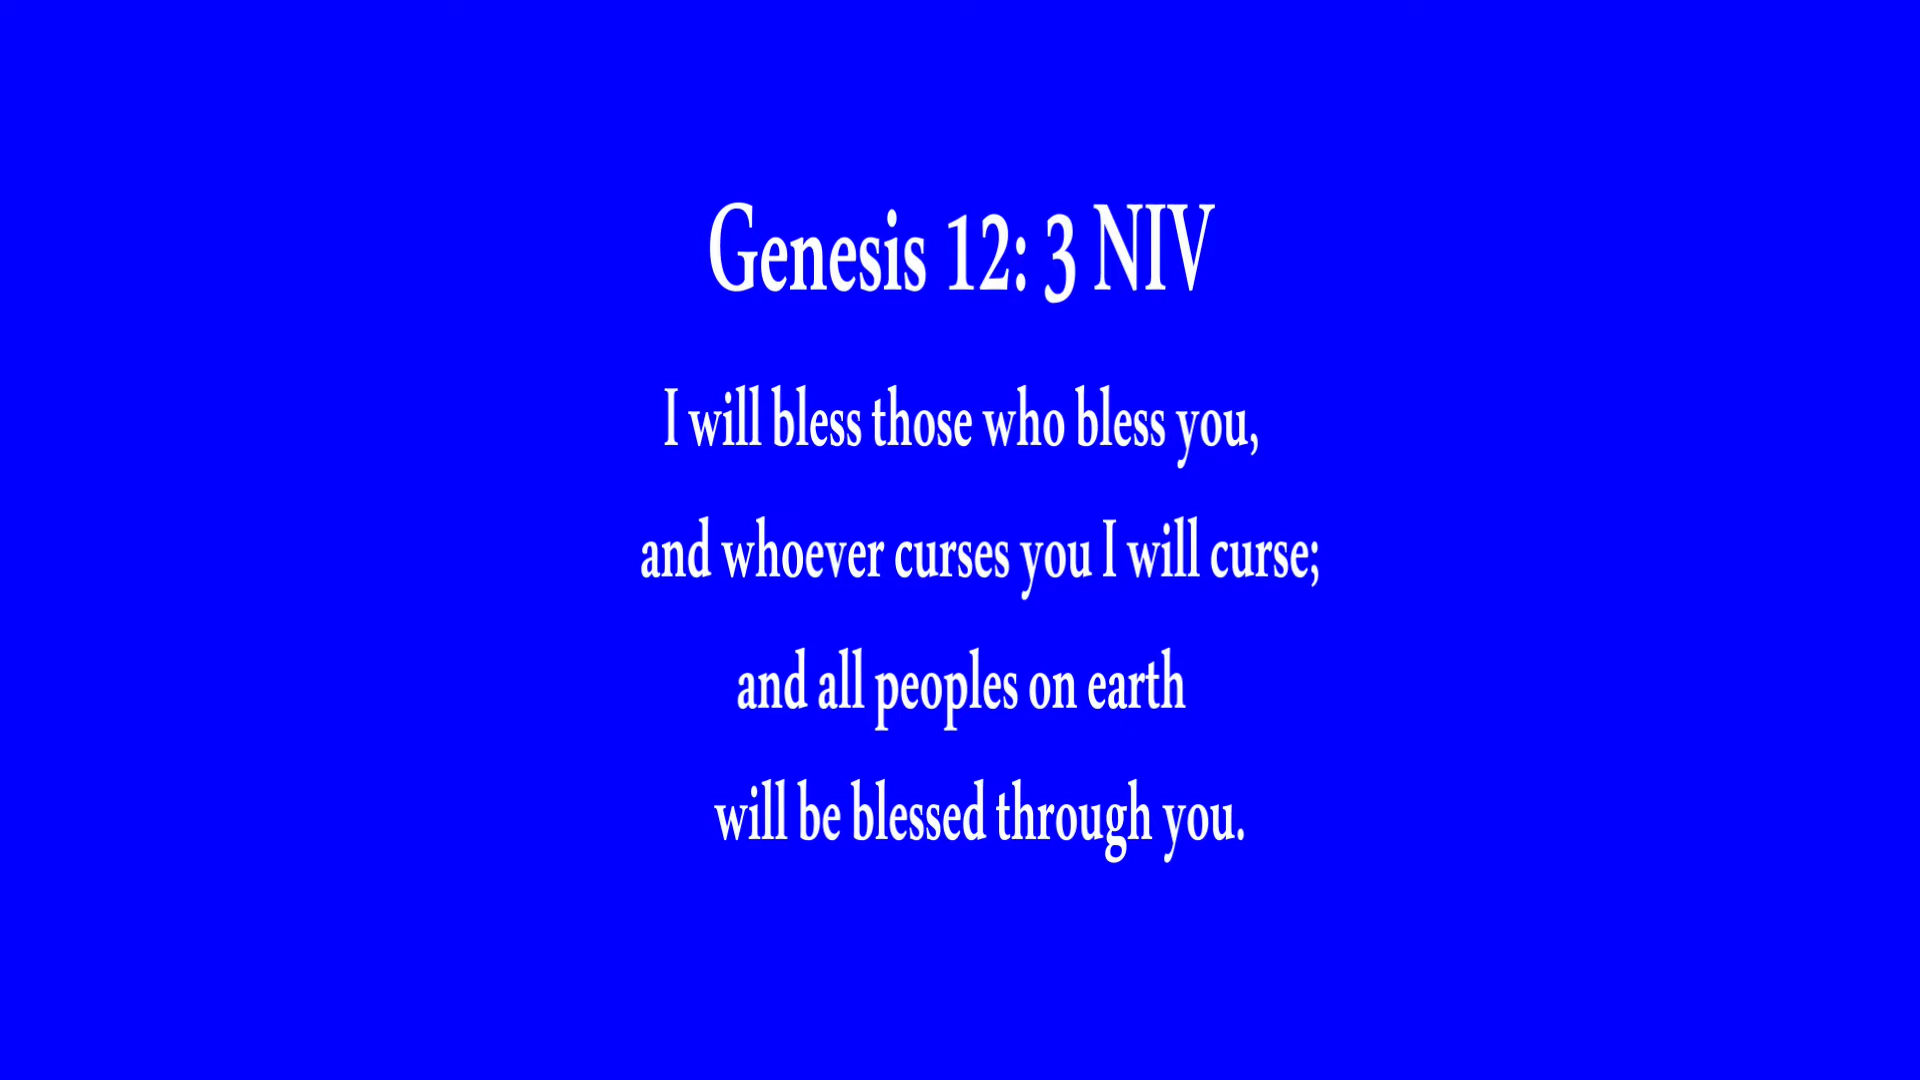 Genesis 12: 3 NIV
I will bless those who bless you,
and whoever curses you I will curse;
and all peoples on earth
will be blessed through you.